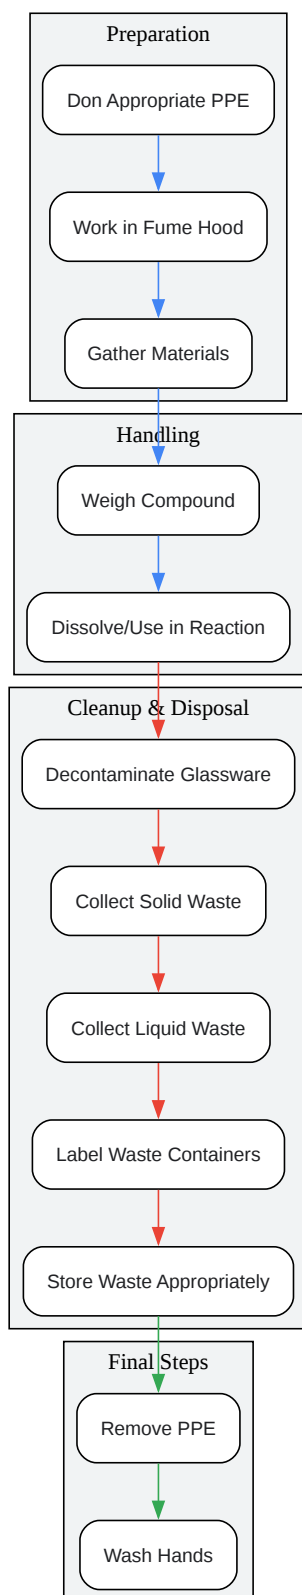 Preparation
Don Appropriate PPE
Work in Fume Hood
Gather Materials
Handling
Weigh Compound
Dissolve/Use in Reaction
Cleanup & Disposal
Decontaminate Glassware
Collect Solid Waste
Collect Liquid Waste
Label Waste Containers
Store Waste Appropriately
Final Steps
Remove PPE
Wash Hands